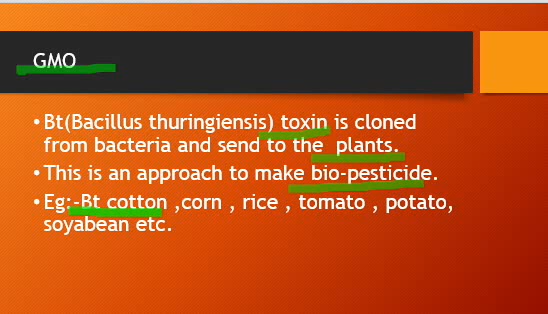 GMO
• Bt(Bacillus thuringiensis) toxin is cloned
from bacteria and send to the plants.
• This is an approach to make bio-pesticide.
• Eg:-Bt cotton ,corn , rice , tomato , potato,
soyabean etc.